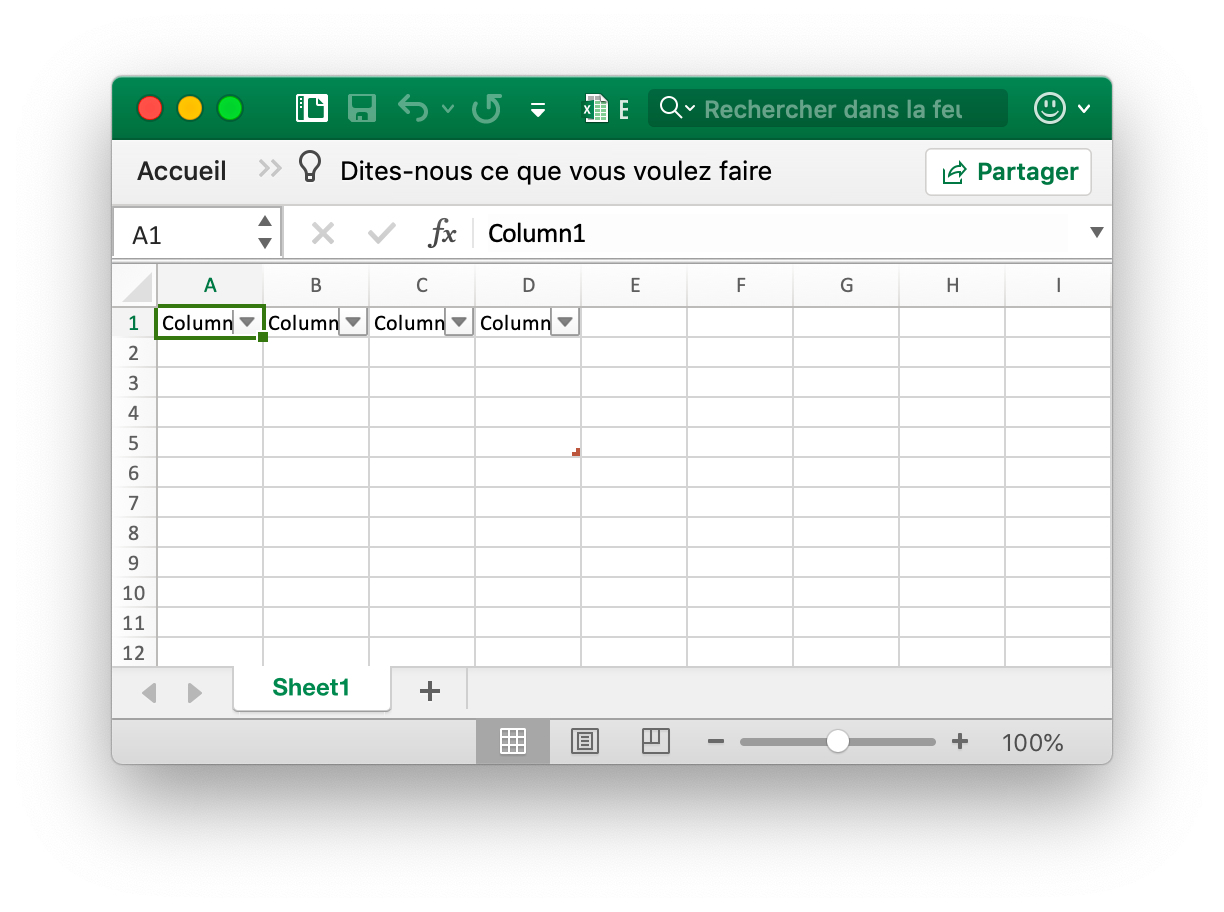 E Rechercher dans la feu
Accueil Dites-nous ce que vous voulez faire Partager
A1 fx Column1
A B C D E F G H I
1 Column Column Column Column
2
3
4
5
6
7
8
9
10
11
12
Sheet1
100%